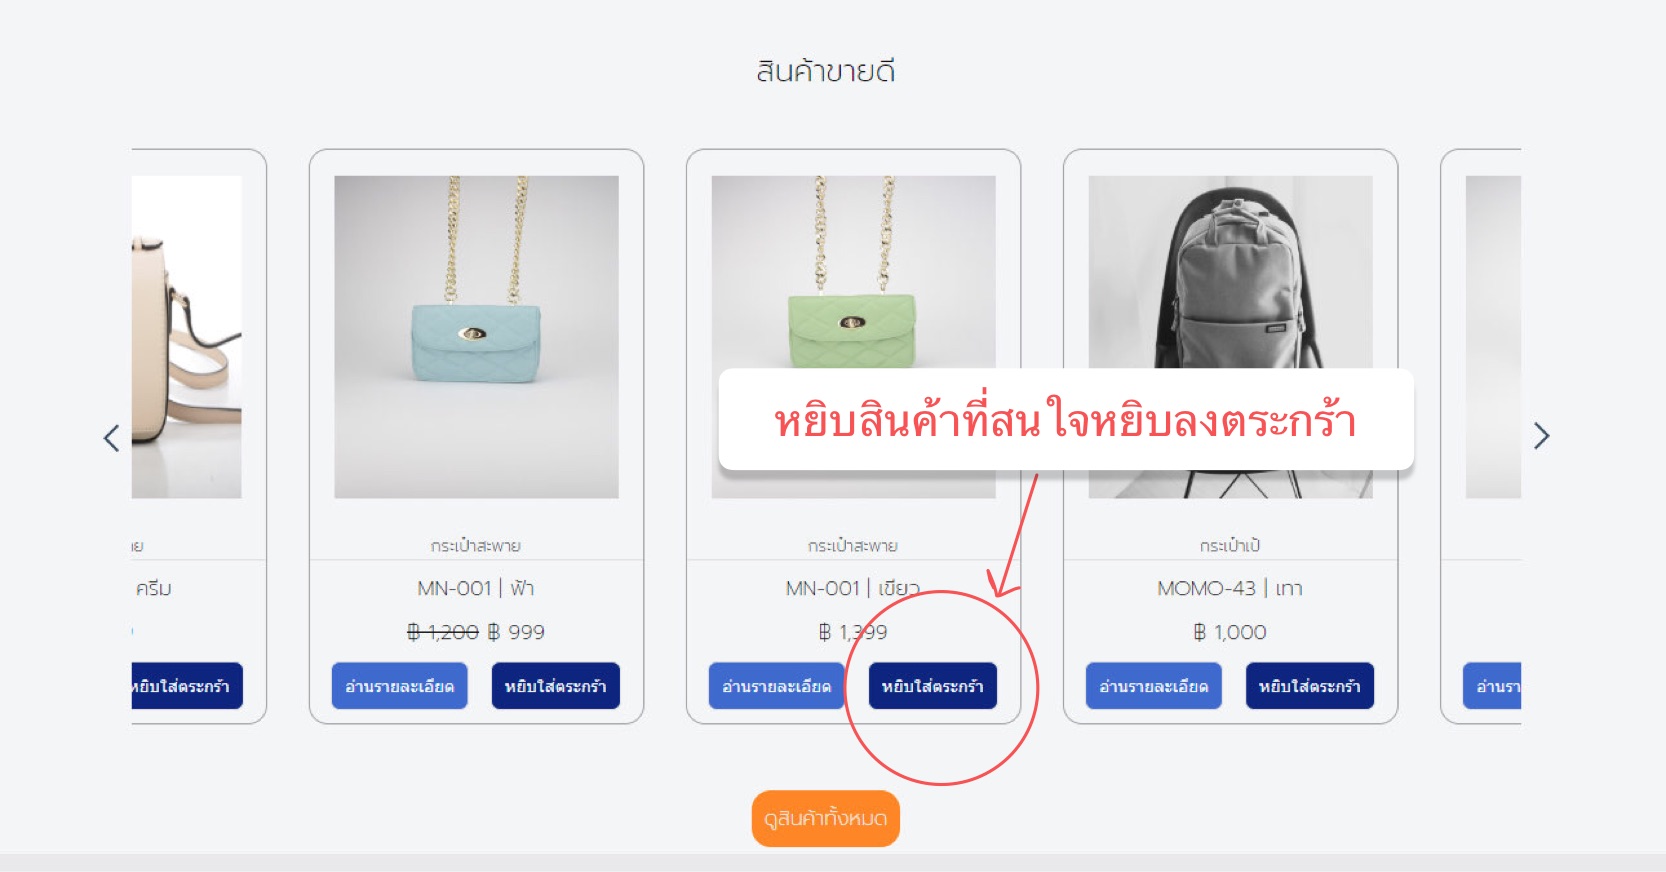 สินค้าขายดี
หยิบสินค้าที่สนใจหยิบลงตระกร้า
กระเป๋าสะพาย
กระเป๋าสะพาย
กระเป๋าเป้
ครีม
MN-001 | ฟ้า
MN-001 | เขียว
MOMO-43 | เทา
฿ 1,200 ฿ 999
฿ 1,399
฿ 1,000
หยิบใส่ตระกร้า
อ่านรายละเอียด หยิบใส่ตระกร้า
อ่านรายละเอียด หยิบใส่ตระกร้า
อ่านรายละเอียด หยิบใส่ตระกร้า
อ่านรา
ดูสินค้าทั้งหมด